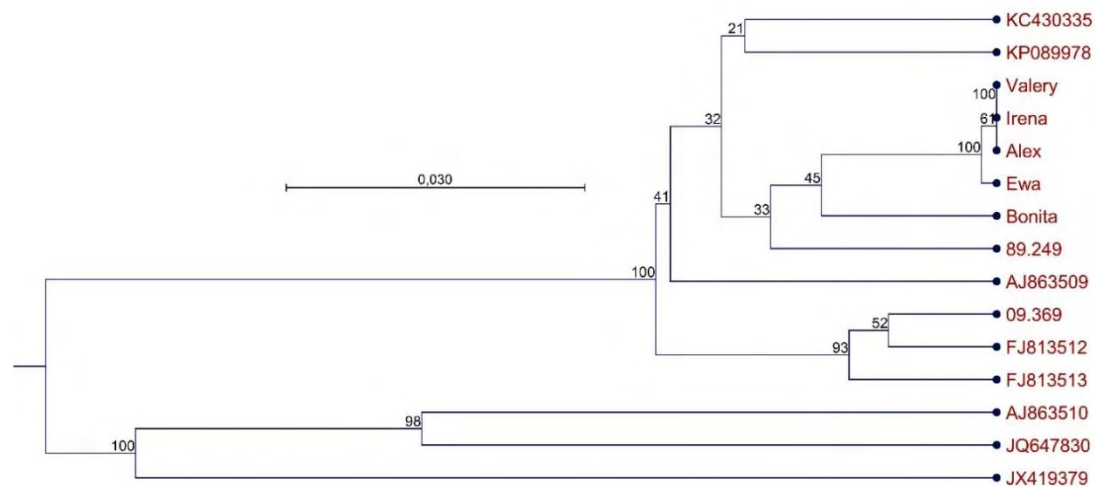 KC430335
21
KP089978
Valery
100
32
Irena
61
Alex
100
0,030
45
Ewa
41
33
Bonita
89.249
100
AJ863509
09.369
52
FJ813512
93
FJ813513
AJ863510
98
JQ647830
100
JX419379